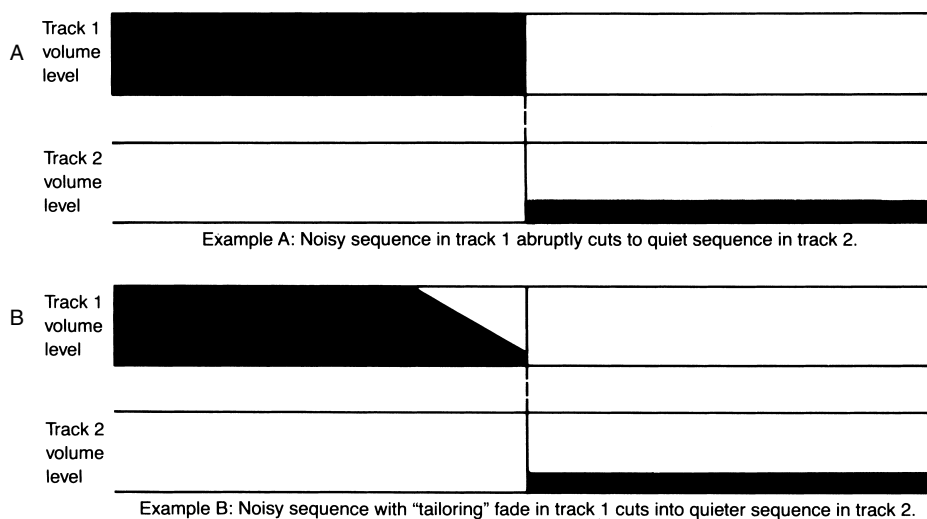 A
Track 1
volume
level
Track 2
volume
level
Example A: Noisy sequence in track 1 abruptly cuts to quiet sequence in track 2.
B
Track 1
volume
level
Track 2
volume
level
Example B: Noisy sequence with “tailoring” fade in track 1 cuts into quieter sequence in track 2.